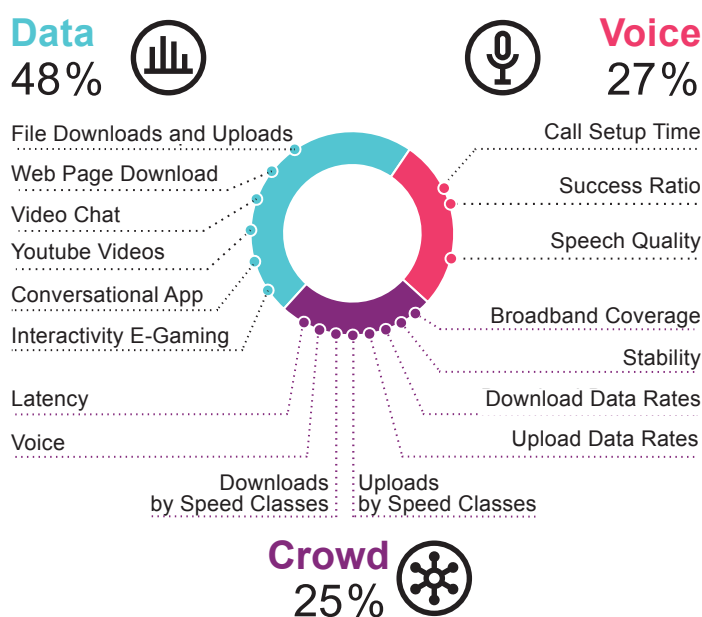 Data
48%
Voice
27%
File Downloads and Uploads
Web Page Download
Video Chat
Youtube Videos
Conversational App
Interactivity E-Gaming
Latency
Voice
Call Setup Time
Success Ratio
Speech Quality
Broadband Coverage
Stability
Download Data Rates
Upload Data Rates
Downloads
by Speed Classes
Uploads
by Speed Classes
Crowd
25%